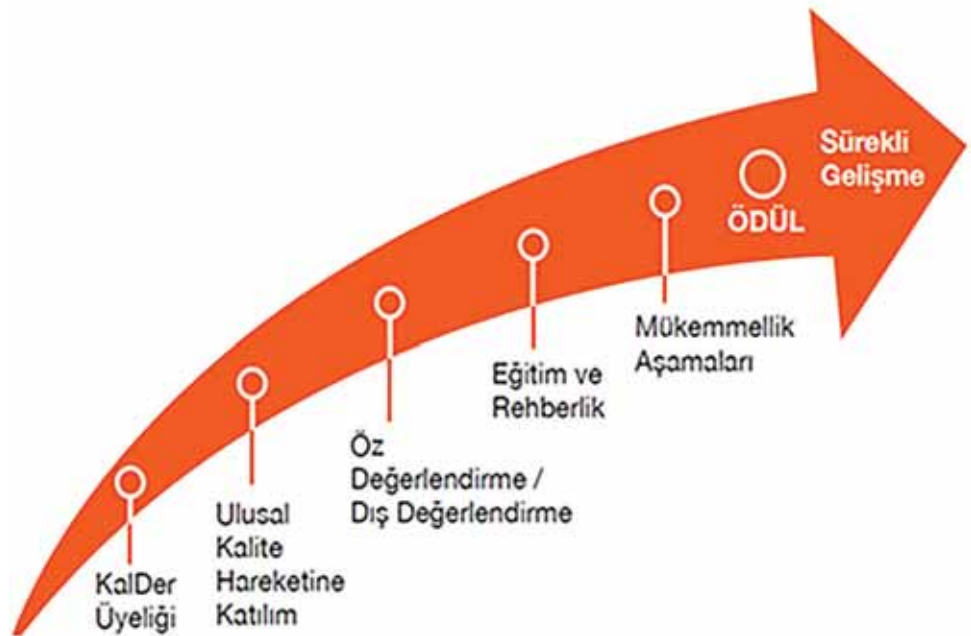 KalDer
Üyeliği
Ulusal
Kalite
Hareketine
Katılım
Öz
Değerlendirme /
Dış Değerlendirme
Eğitim ve
Rehberlik
Mükemmellik
Aşamaları
ÖDÜL
Sürekli
Gelişme